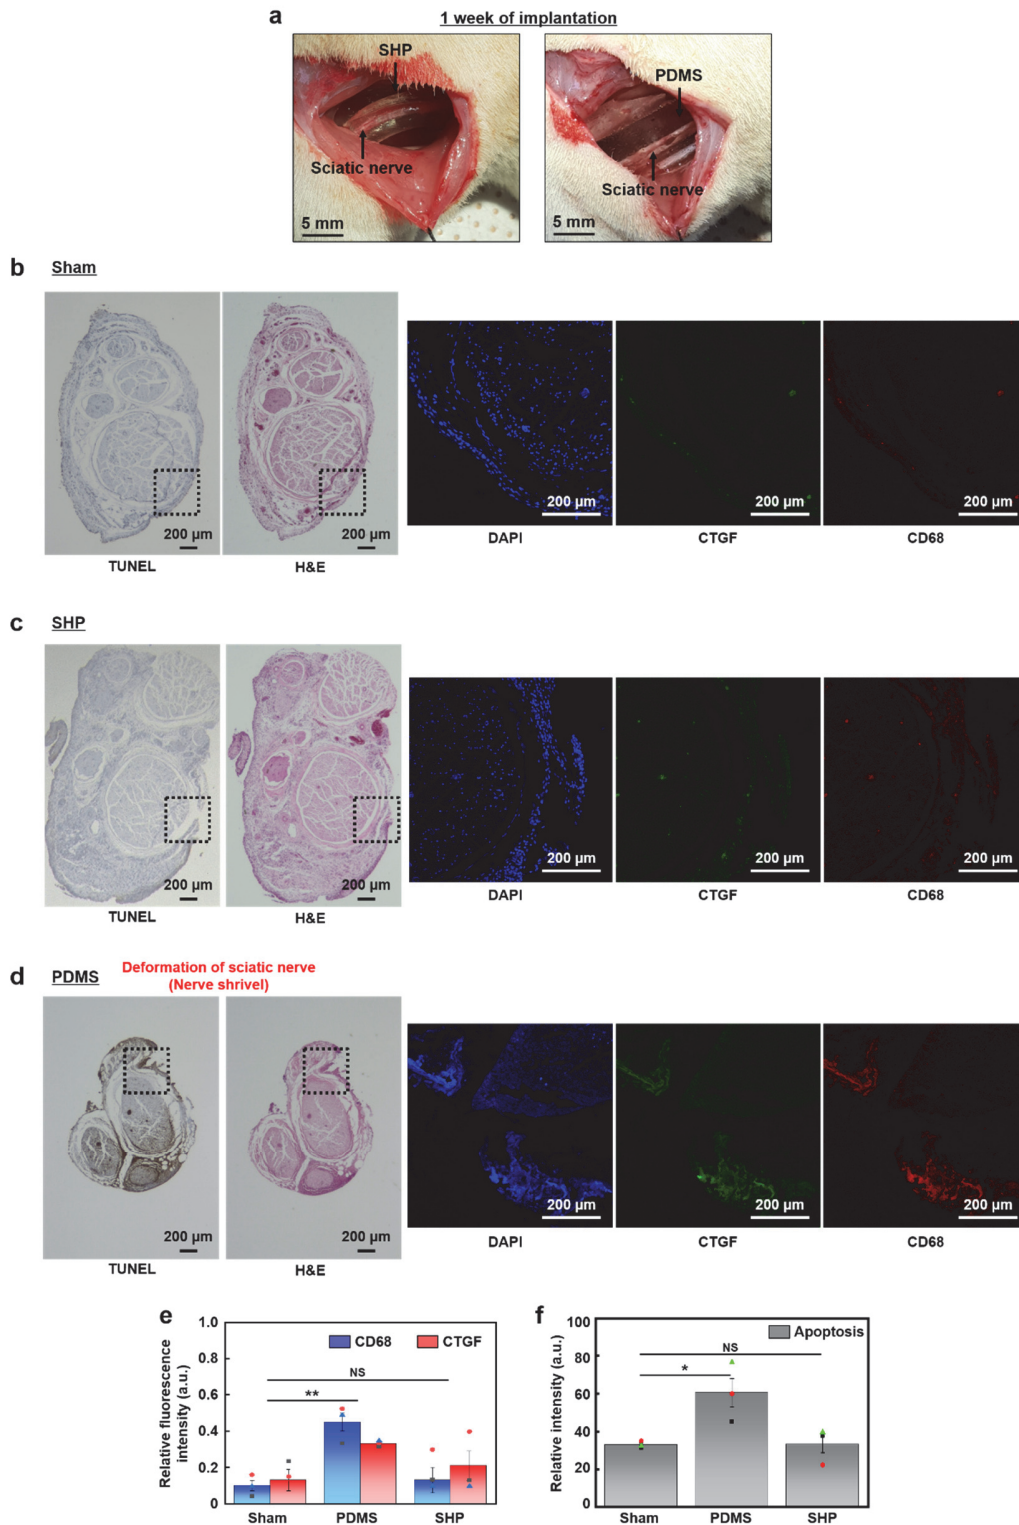 a
1 week of implantation
SHP
Sciatic nerve
5 mm
PDMS
Sciatic nerve
5 mm
b Sham
200 µm
TUNEL
200 µm
H&E
200 µm
DAPI
200 µm
CTGF
200 µm
CD68
c SHP
200 µm
TUNEL
200 µm
H&E
200 µm
DAPI
200 µm
CTGF
200 µm
CD68
d PDMS
Deformation of sciatic nerve
(Nerve shrivel)
200 µm
TUNEL
200 µm
H&E
200 µm
DAPI
200 µm
CTGF
200 µm
CD68
e
Relative fluorescence
intensity (a.u.)
1.0
0.8
0.6
0.4
0.2
0
CD68 CTGF
NS
**
Sham PDMS SHP
f
Relative intensity (a.u.)
100
80
60
40
20
0
Apoptosis
NS
*
Sham PDMS SHP